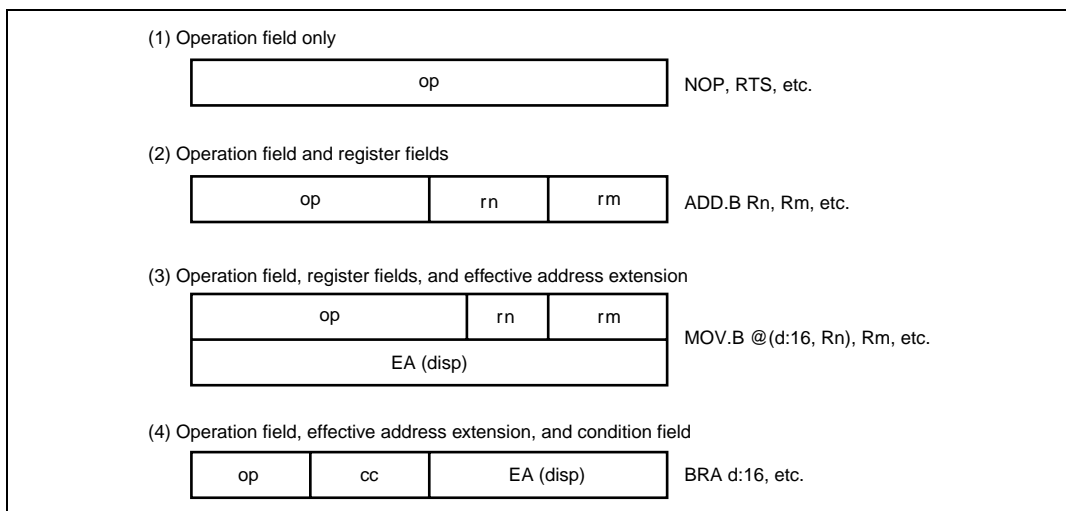 (1) Operation field only
op
NOP, RTS, etc.
(2) Operation field and register fields
op rn rm
ADD.B Rn, Rm, etc.
(3) Operation field, register fields, and effective address extension
op rn rm
MOV.B @(d:16, Rn), Rm, etc.
EA (disp)
(4) Operation field, effective address extension, and condition field
op cc EA (disp)
BRA d:16, etc.